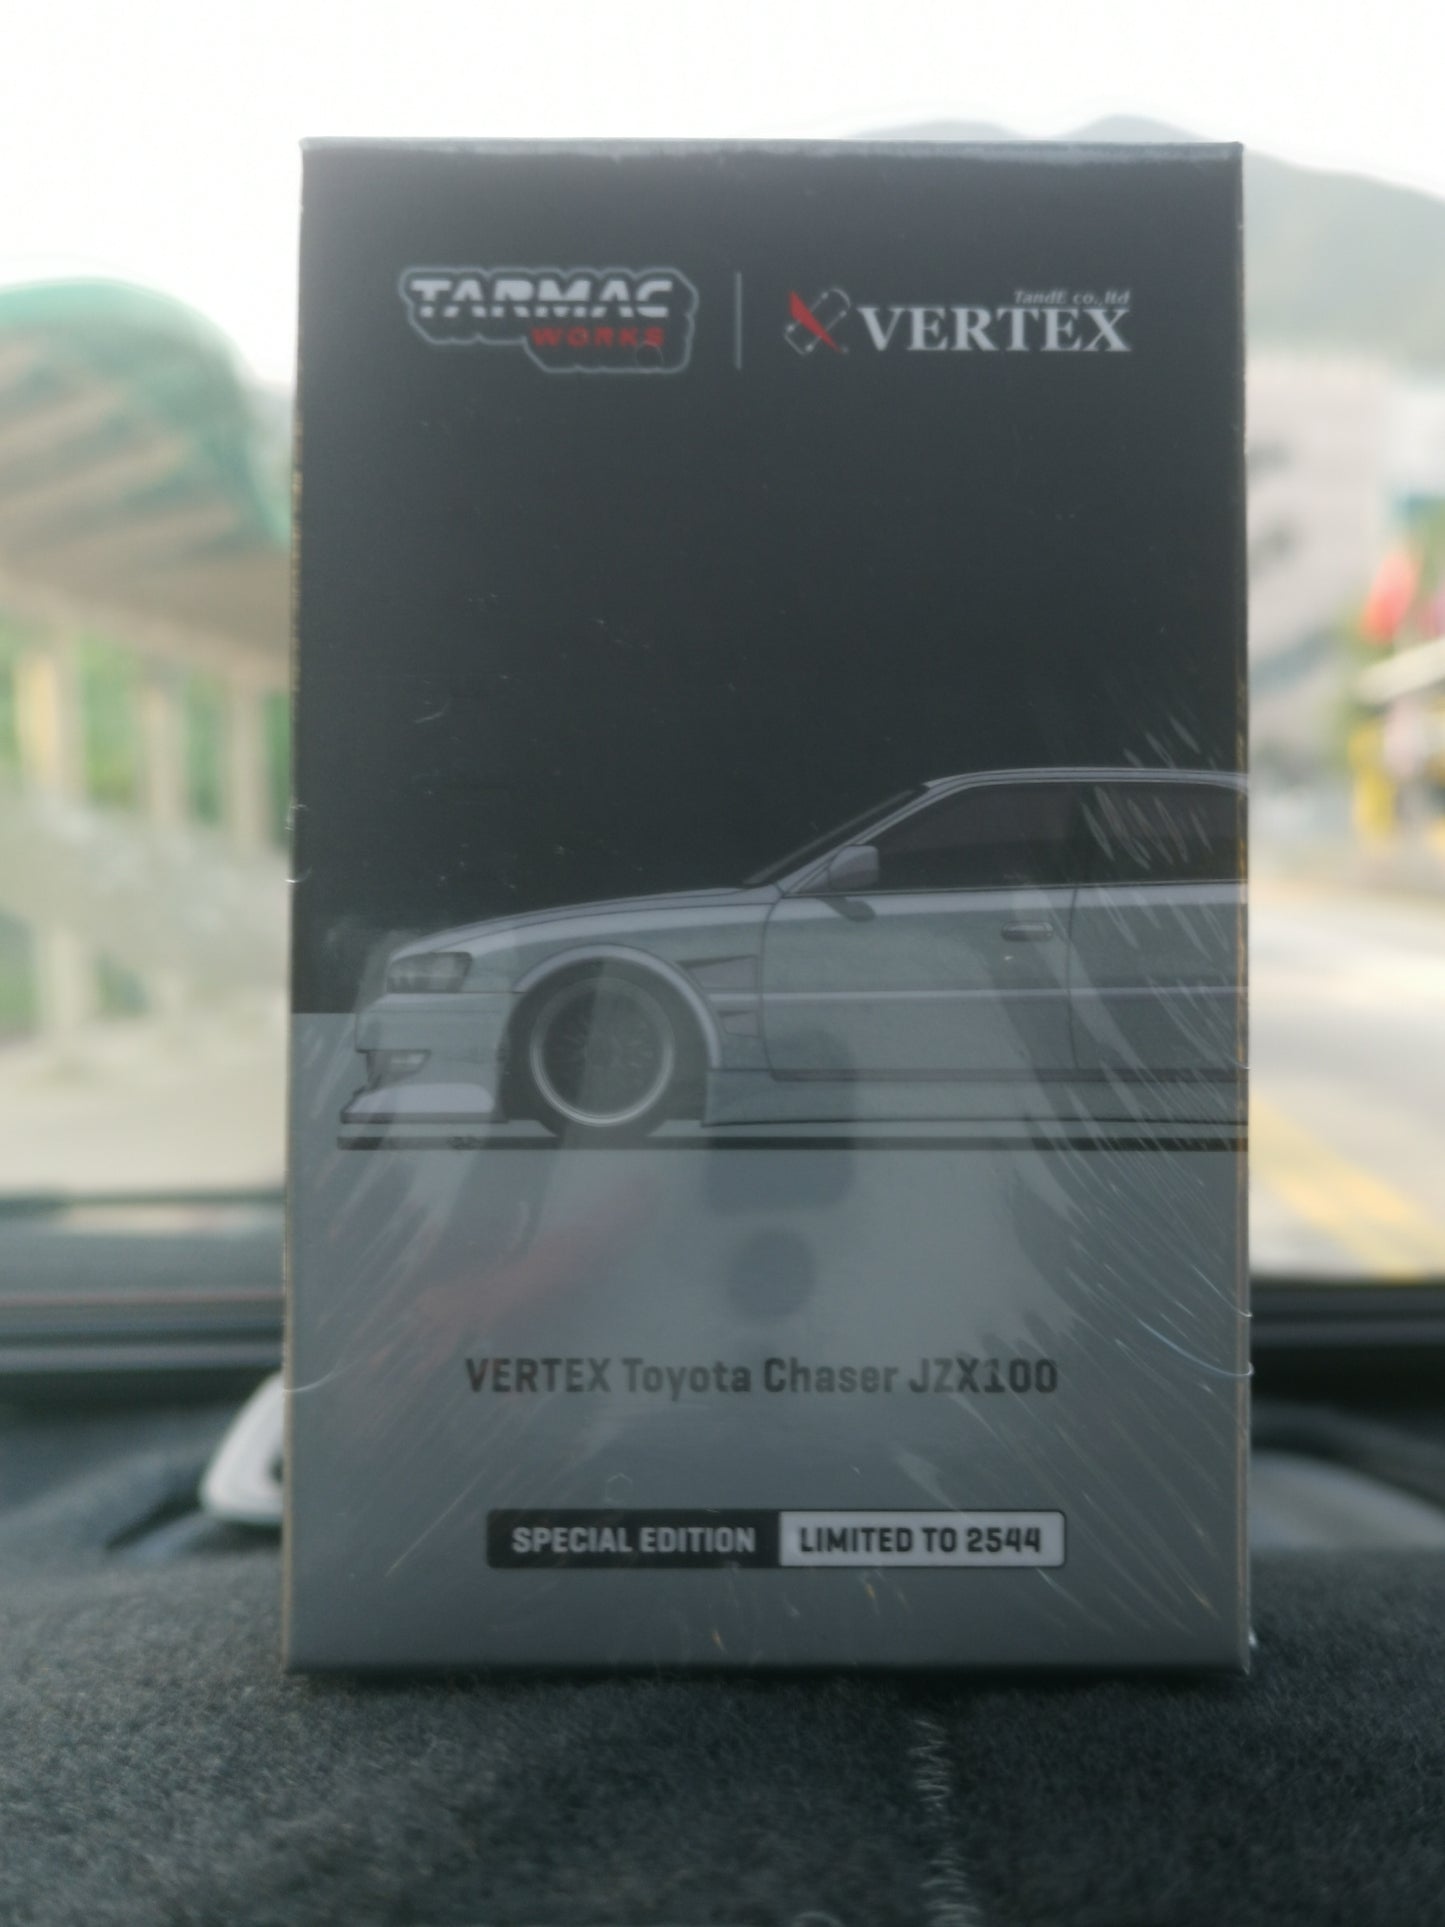 TARMAC
WORKS
TandE co.,ltd
VERTEX
VERTEX Toyota Chaser JZX100
SPECIAL EDITION LIMITED TO 2544